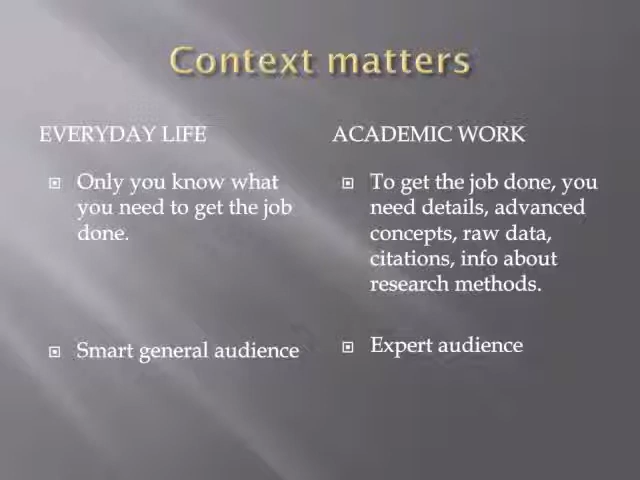 Context matters
EVERYDAY LIFE
Only you know what
you need to get the job
done.
Smart general audience
ACADEMIC WORK
To get the job done, you
need details, advanced
concepts, raw data,
citations, info about
research methods.
Expert audience